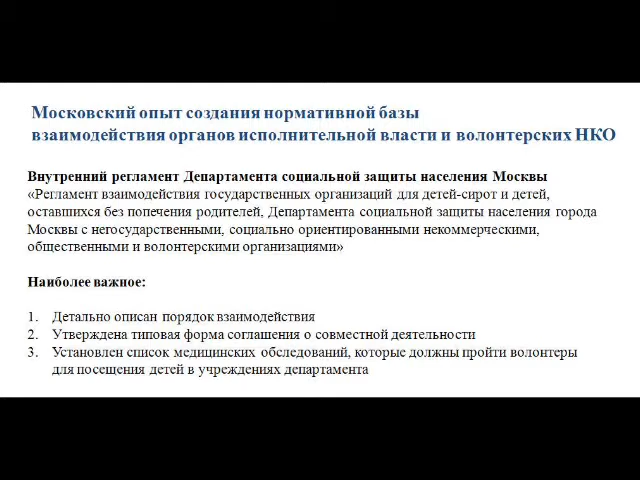 Московский опыт создания нормативной базы
взаимодействия органов исполнительной власти и волонтерских НКО
Внутренний регламент Департамента социальной защиты населения Москвы
«Регламент взаимодействия государственных организаций для детей-сирот и детей,
оставшихся без попечения родителей, Департамента социальной защиты населения города
Москвы с негосударственными, социально ориентированными некоммерческими,
общественными и волонтерскими организациями»
Наиболее важное:
1. Детально описан порядок взаимодействия
2. Утверждена типовая форма соглашения о совместной деятельности
3. Установлен список медицинских обследований, которые должны пройти волонтеры
для посещения детей в учреждениях департамента